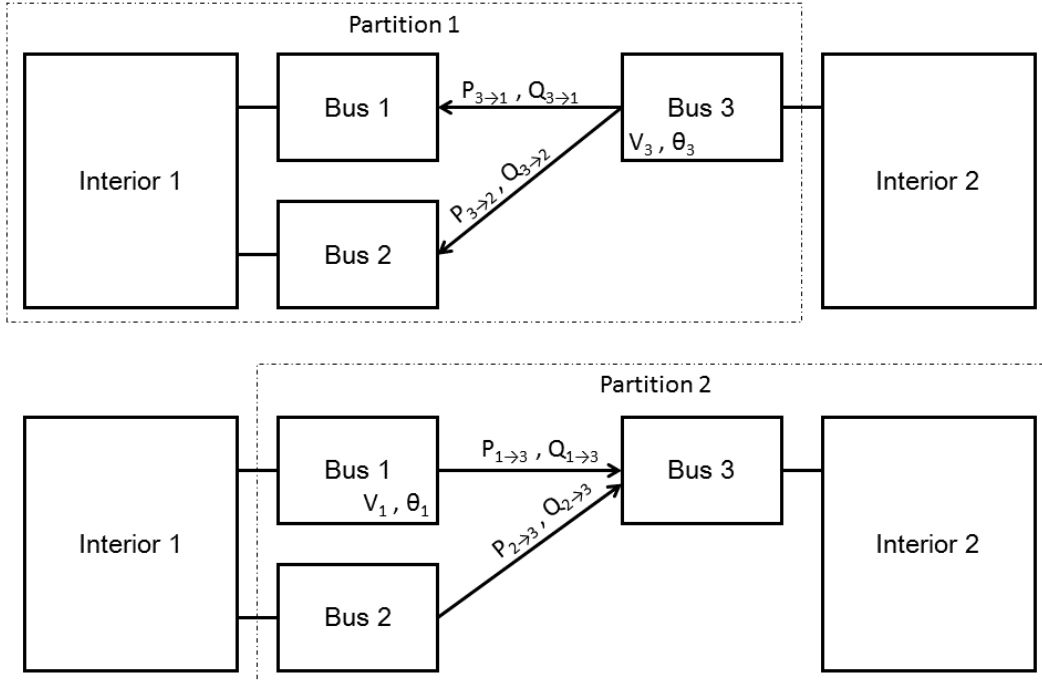 Partition 1
Interior 1
Bus 1
P3→1 , Q3→1
Bus 3
V3 , θ3
Interior 2
P3→2 , Q3→2
Bus 2
Partition 2
Interior 1
Bus 1
V1 , θ1
P1→3 , Q1→3
Bus 3
Interior 2
P2→3 , Q2→3
Bus 2